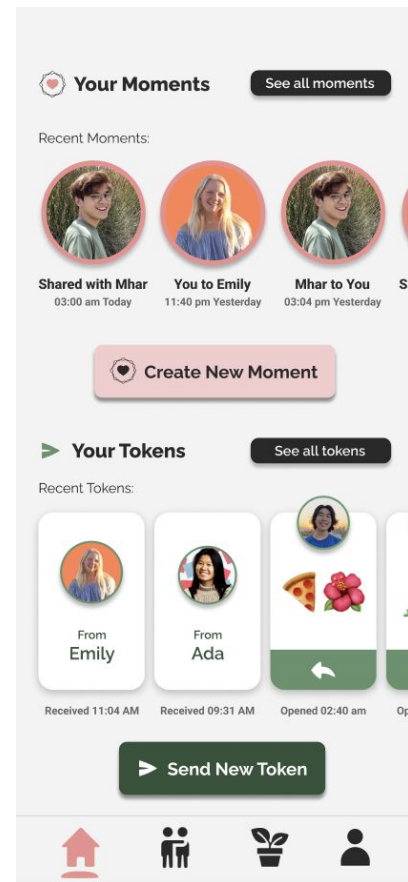 Your Moments
See all moments
Recent Moments:
Shared with Mhar
03:00 am Today
You to Emily
11:40 pm Yesterday
Mhar to You
03:04 pm Yesterday
S
Create New Moment
Your Tokens
See all tokens
Recent Tokens:
From
Emily
Received 11:04 AM
From
Ada
Received 09:31 AM
Opened 02:40 am
Op
Send New Token